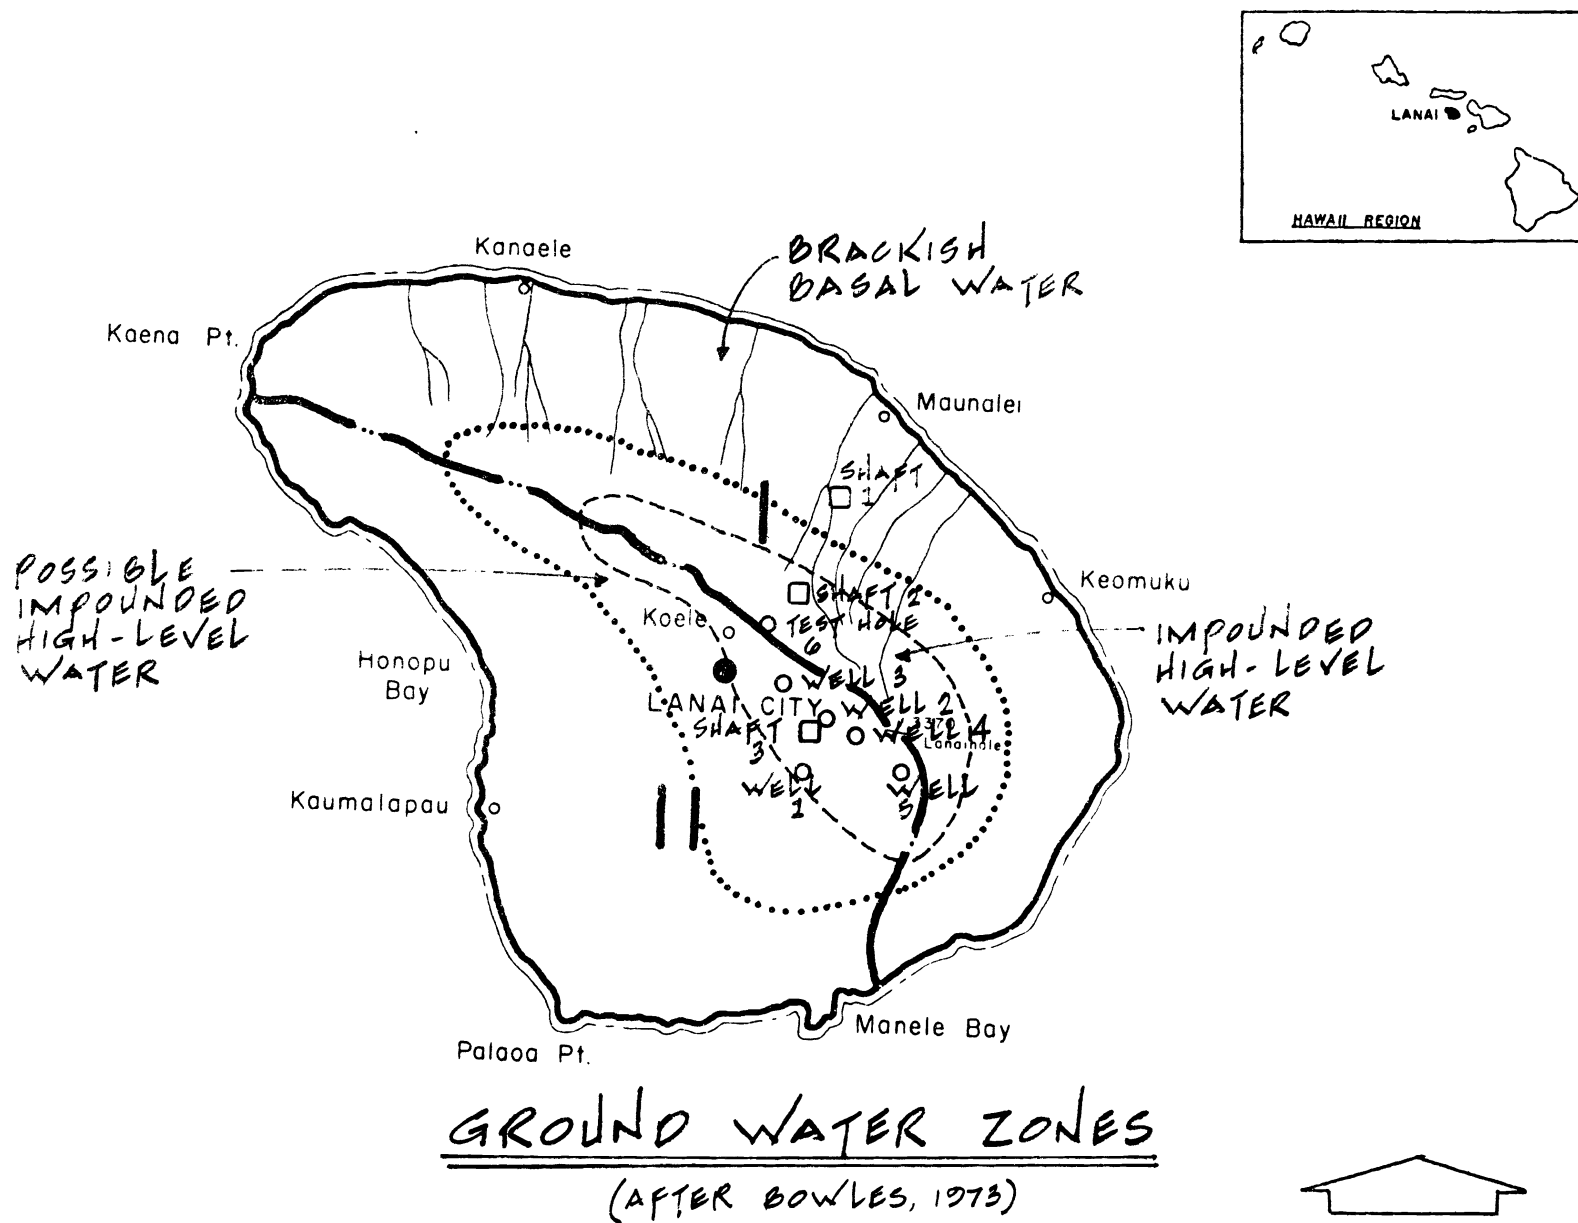 LANAI
HAWAII REGION
Kanaele
BRACKISH
BASAL WATER
Kaena Pt.
Maunalei
SHAFT
1
POSSIBLE
IMPOUNDED
HIGH-LEVEL
WATER
Keomuku
SHAFT 2
Koele
TEST HOLE
6
IMPOUNDED
HIGH-LEVEL
WATER
Honopu
Bay
WELL 3
LANAI CITY
WELL 2
SHAFT
3
3370
WELL 4
Lanaihale
WELL
1
WELL
5
Kaumalapau
I
II
Manele Bay
Palaoa Pt.
GROUND WATER ZONES
(AFTER BOWLES, 1973)